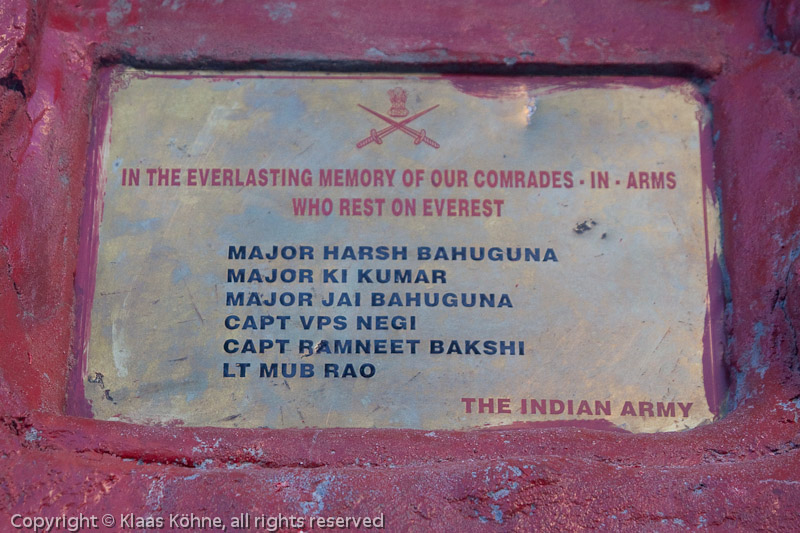 IN THE EVERLASTING MEMORY OF OUR COMRADES - IN - ARMS
WHO REST ON EVEREST
MAJOR HARSH BAHUGUNA
MAJOR KI KUMAR
MAJOR JAI BAHUGUNA
CAPT VPS NEGI
CAPT RAMNEET BAKSHI
LT MUB RAO
THE INDIAN ARMY
Copyright © Klaas Köhne, all rights reserved